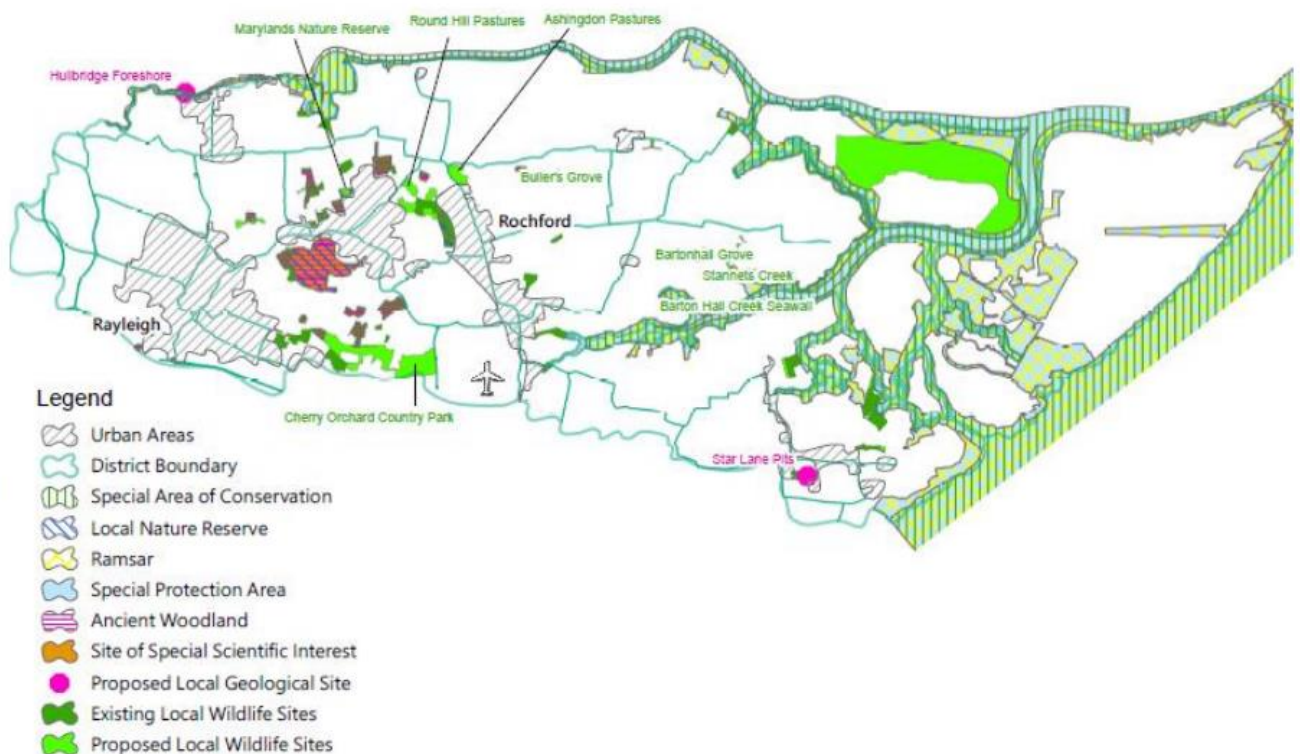 Marylands Nature Reserve
Round Hill Pastures
Ashingdon Pastures
Hullbridge Foreshore
Buller's Grove
Rochford
Bartonhall Grove
Stannets Creek
Barton Hall Creek Seawall
Rayleigh
Cherry Orchard Country Park
Star Lane Pits
Legend
Urban Areas
District Boundary
Special Area of Conservation
Local Nature Reserve
Ramsar
Special Protection Area
Ancient Woodland
Site of Special Scientific Interest
Proposed Local Geological Site
Existing Local Wildlife Sites
Proposed Local Wildlife Sites